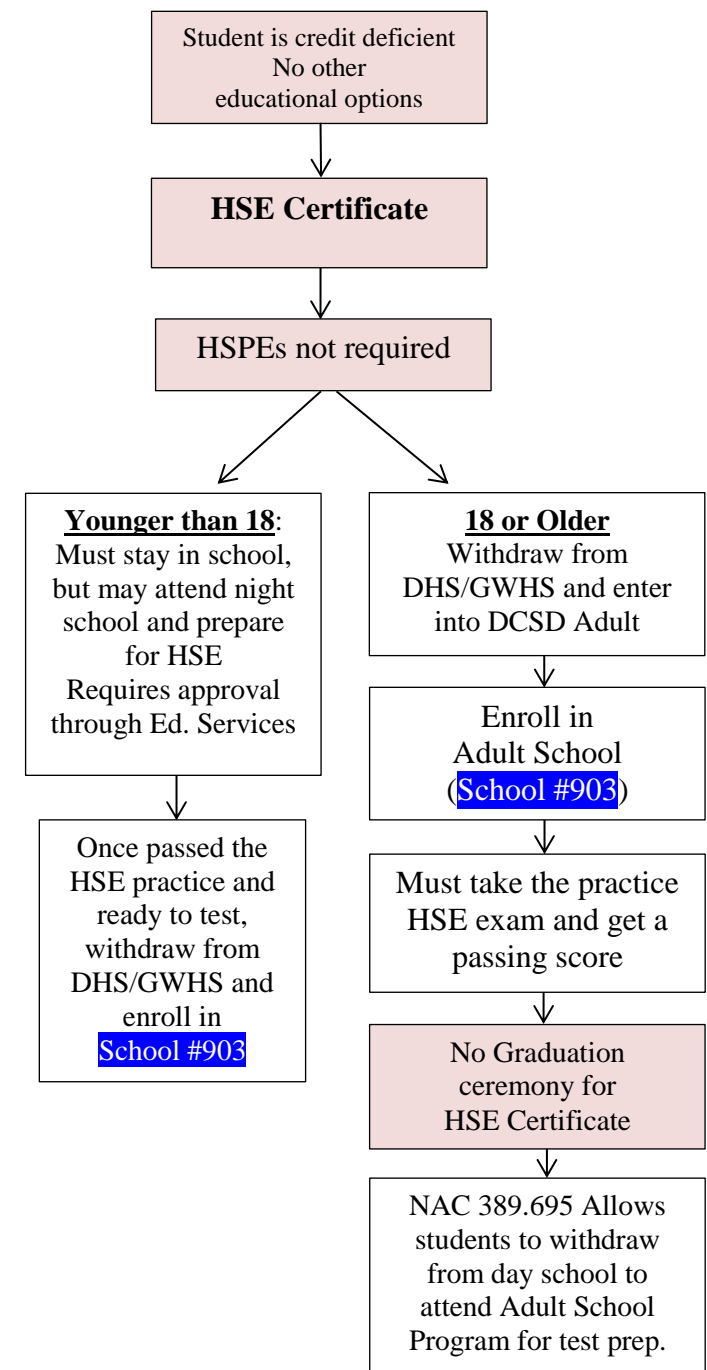 Student is credit deficient
No other
educational options
HSE Certificate
HSPEs not required
Younger than 18:
Must stay in school,
but may attend night
school and prepare
for HSE
Requires approval
through Ed. Services
Once passed the
HSE practice and
ready to test,
withdraw from
DHS/GWHS and
enroll in
School #903
18 or Older
Withdraw from
DHS/GWHS and enter
into DCSD Adult
Enroll in
Adult School
(School #903)
Must take the practice
HSE exam and get a
passing score
No Graduation
ceremony for
HSE Certificate
NAC 389.695 Allows
students to withdraw
from day school to
attend Adult School
Program for test prep.